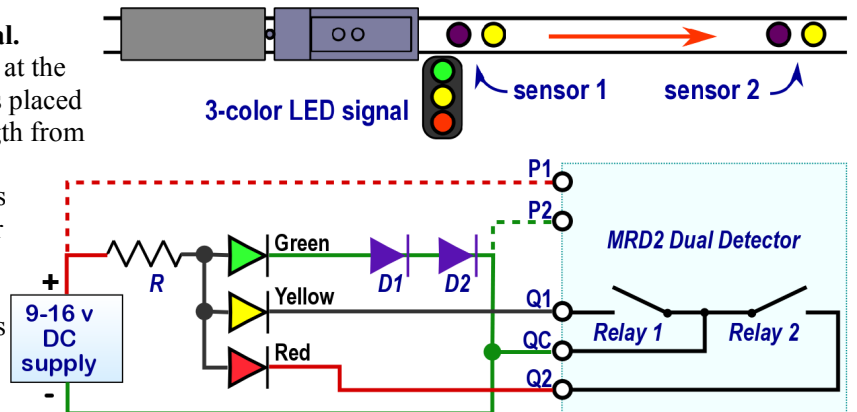 al.
at the
s placed
gth from
s
r
s
3-color LED signal
sensor 1
sensor 2
P1
P2
MRD2 Dual Detector
Green
R
D1
D2
+
9-16 v
DC
supply
-
Yellow
Red
Q1
QC
Q2
Relay 1
Relay 2